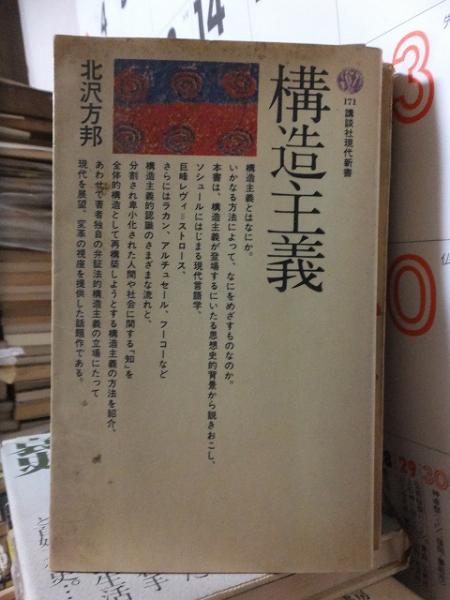 構造主義
171 講談社現代新書
北沢方邦
構造主義とはなにか。
いかなる方法によって、なにをめざすものなのか。
本書は、構造主義が登場するにいたる思想史的背景から説きおこし、
ソシュールにはじまる現代言語学、
巨峰レヴィ=ストロース、
さらにはラカン、アルチュセール、フーコーなど
構造主義的認識のさまざまな流れと、
分割され卑小化された人間や社会に関する「知」を
全体的構造として再構築しようとする構造主義の方法を紹介、
あわせて著者独自の弁証法的構造主義の立場にたって
現代を展望、変革の視座を提供した話題作である。
14
3
0
29
30